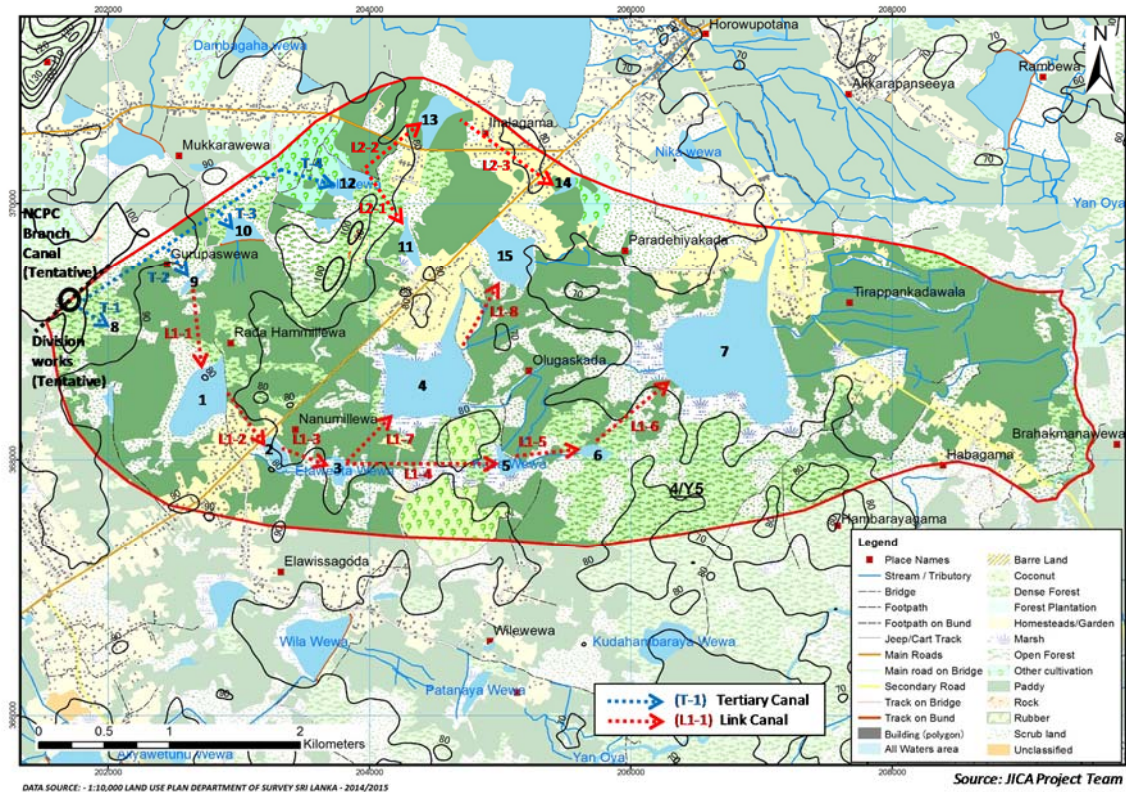 202000
204000
206000
N
Horowupotana
Dambagaha wewa
Akkarapanseeya
Rambewa
Mukkarawewa
Ihalagama
Nika wewa
Yan Oya
NCPC
Branch
Canal
(Tentative)
Gurupaswewa
Paradehiyakada
Tirappankadawala
Division
works
(Tentative)
Rada Hammillewa
Olugaskada
Nanumillewa
Brahakmanawewa
Habagama
Hambarayagama
Elawissagoda
Wila Wewa
Wilewewa
Kudahambaraya Wewa
Patanaya Wewa
Yan Oya
T-1
T-2
T-3
T-4
L1-1
L1-2
L1-3
L1-4
L1-5
L1-6
L1-7
L1-8
L2-1
L2-2
L2-3
1
2
3
4
5
6
7
8
9
10
11
12
13
14
15
4/Y5
370000
Legend
Place Names
Stream / Tributory
Bridge
Footpath
Footpath on Bund
Jeep/Cart Track
Main Roads
Main road on Bridge
Secondary Road
Track on Bridge
Track on Bund
Building (polygon)
All Waters area
Barre Land
Coconut
Dense Forest
Forest Plantation
Homesteads/Garden
Marsh
Open Forest
Other cultivation
Paddy
Rock
Rubber
Scrub land
Unclassified
(T-1) Tertiary Canal
(L1-1) Link Canal
0 0.5 1 2
Kilometers
202000
204000
206000
DATA SOURCE: - 1:10,000 LAND USE PLAN DEPARTMENT OF SURVEY SRI LANKA - 2014/2015
Source: JICA Project Team